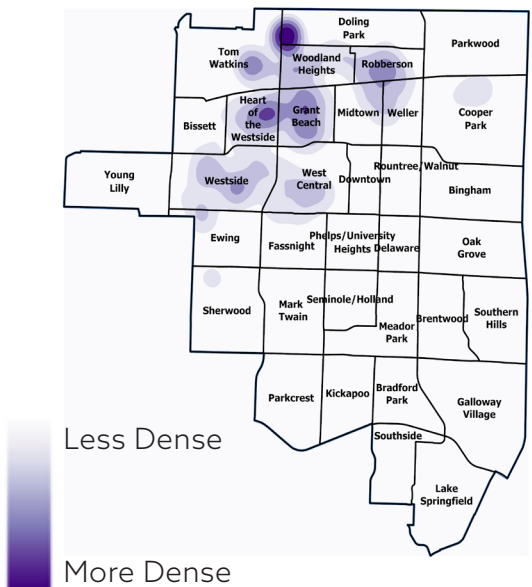 Doling
Park
Parkwood
Tom
Watkins
Woodland
Heights
Robberson
Heart
of
the
Westside
Grant
Beach
Midtown
Weller
Cooper
Park
Bissett
Young
Lilly
Westside
West
Central
Downtown
Rountree/Walnut
Bingham
Ewing
Fassnight
Phelps/University
Heights
Delaware
Oak
Grove
Sherwood
Mark
Twain
Seminole/Holland
Meador
Park
Brentwood
Southern
Hills
Parkcrest
Kickapoo
Bradford
Park
Galloway
Village
Southside
Lake
Springfield
Less Dense
More Dense